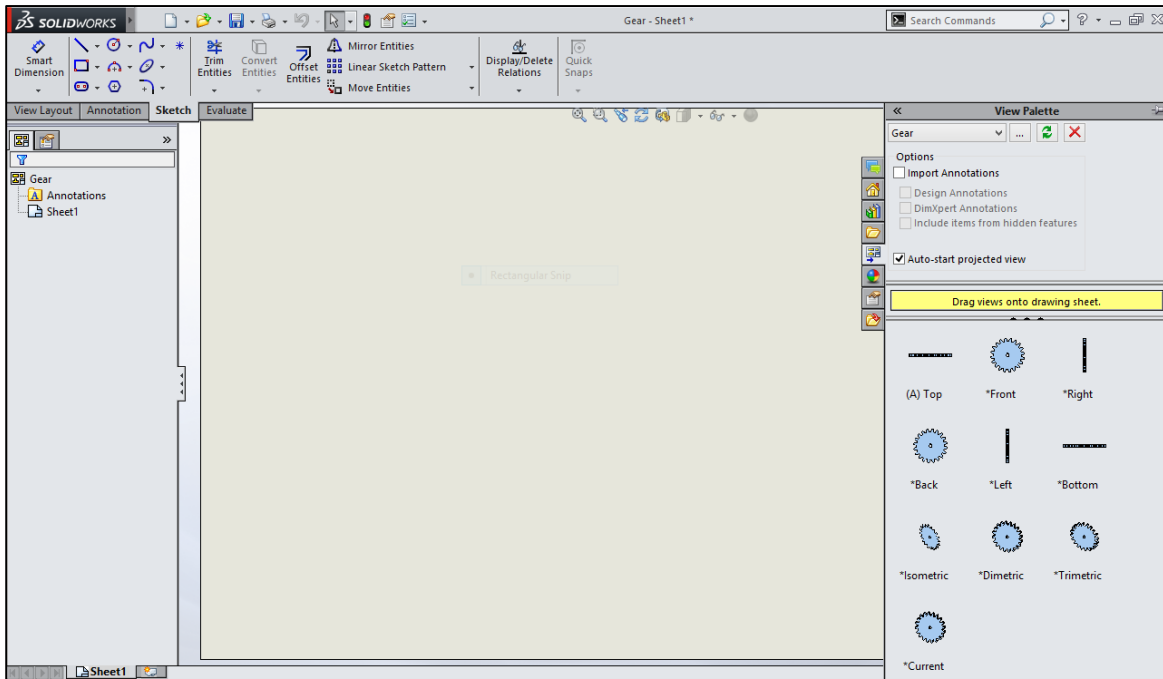 SOLIDWORKS
Gear - Sheet1 *
Search Commands
?
Smart
Dimension
Trim
Entities
Convert
Entities
Offset
Entities
Mirror Entities
Linear Sketch Pattern
Move Entities
Display/Delete
Relations
Quick
Snaps
View Layout
Annotation
Sketch
Evaluate
Gear
A Annotations
Sheet1
Rectangular Snip
View Palette
Gear
...
Options
Import Annotations
Design Annotations
DimXpert Annotations
Include items from hidden features
Auto-start projected view
Drag views onto drawing sheet.
(A) Top
*Front
*Right
*Back
*Left
*Bottom
*Isometric
*Dimetric
*Trimetric
*Current
Sheet1